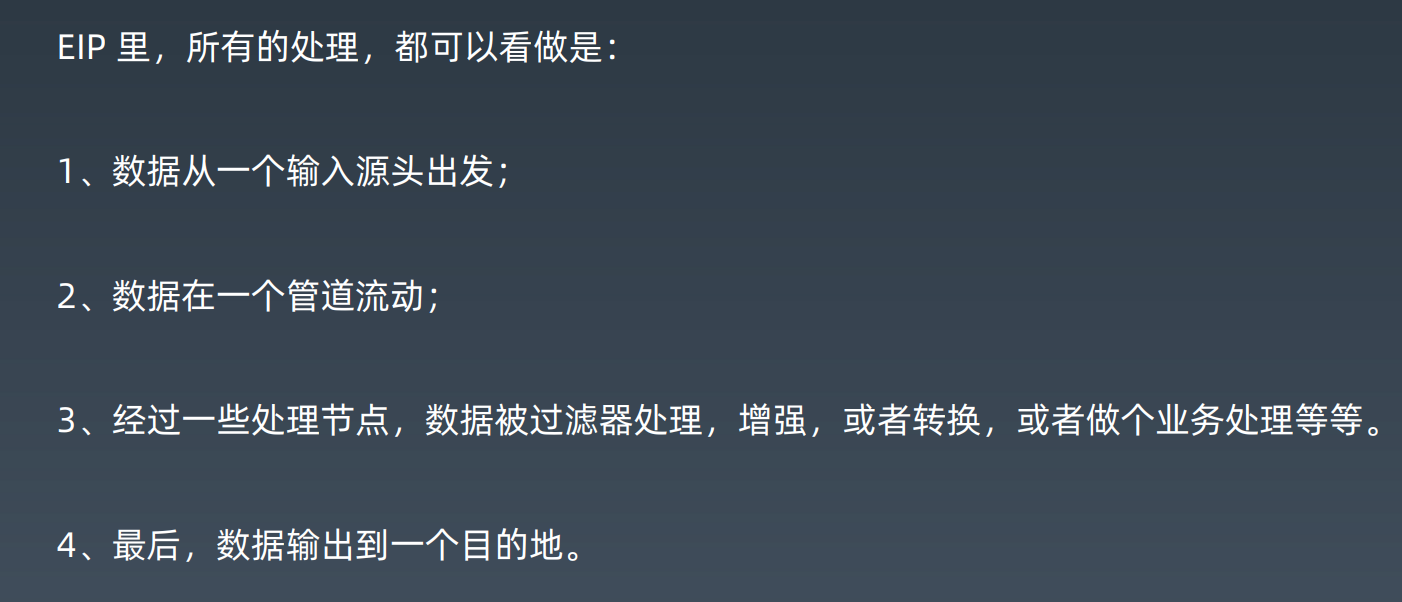 EIP 里，所有的处理，都可以看做是：
1、数据从一个输入源头出发；
2、数据在一个管道流动；
3、经过一些处理节点，数据被过滤器处理，增强，或者转换，或者做个业务处理等等。
4、最后，数据输出到一个目的地。